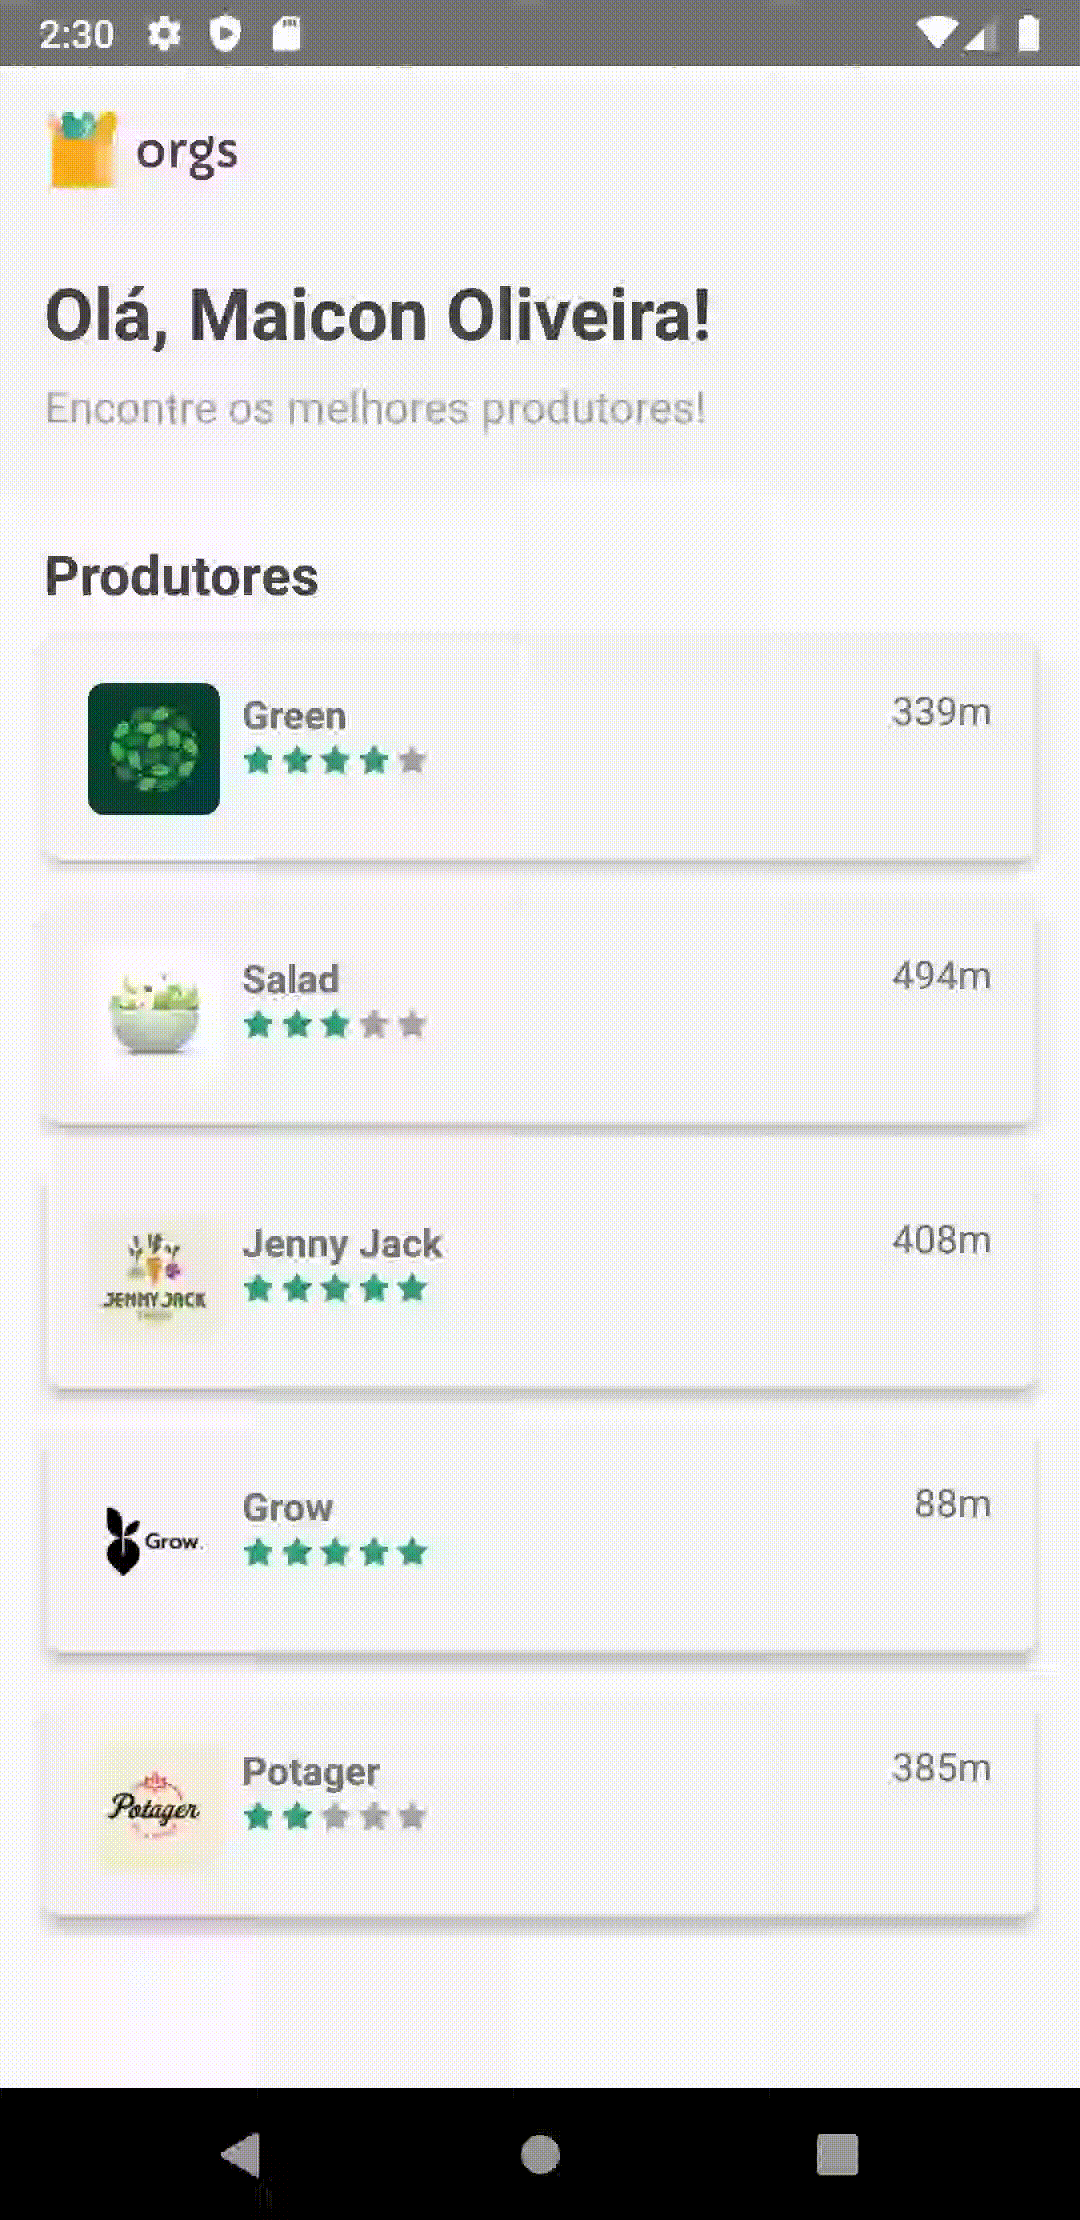 2:30
orgs
Olá, Maicon Oliveira!
Encontre os melhores produtores!
Produtores
Green
339m
Salad
494m
JENNY JACK
Jenny Jack
408m
Grow.
Grow
88m
Potager
Potager
385m